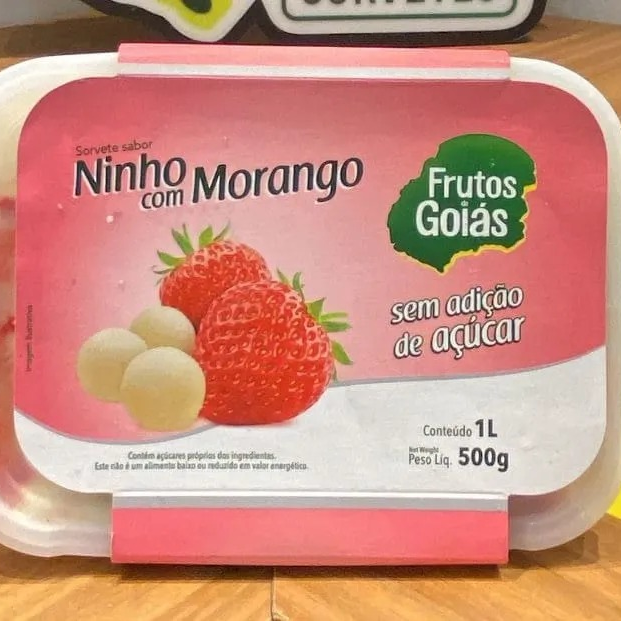 Sorvete sabor
Ninho
com Morango
Frutos
de
Goiás
sem adição
de açúcar
Imagem Ilustrativa
Conteúdo 1L
Net Weight
Peso Líq. 500g
Contém açúcares próprios dos ingredientes.
Este não é um alimento baixo ou reduzido em valor energético.